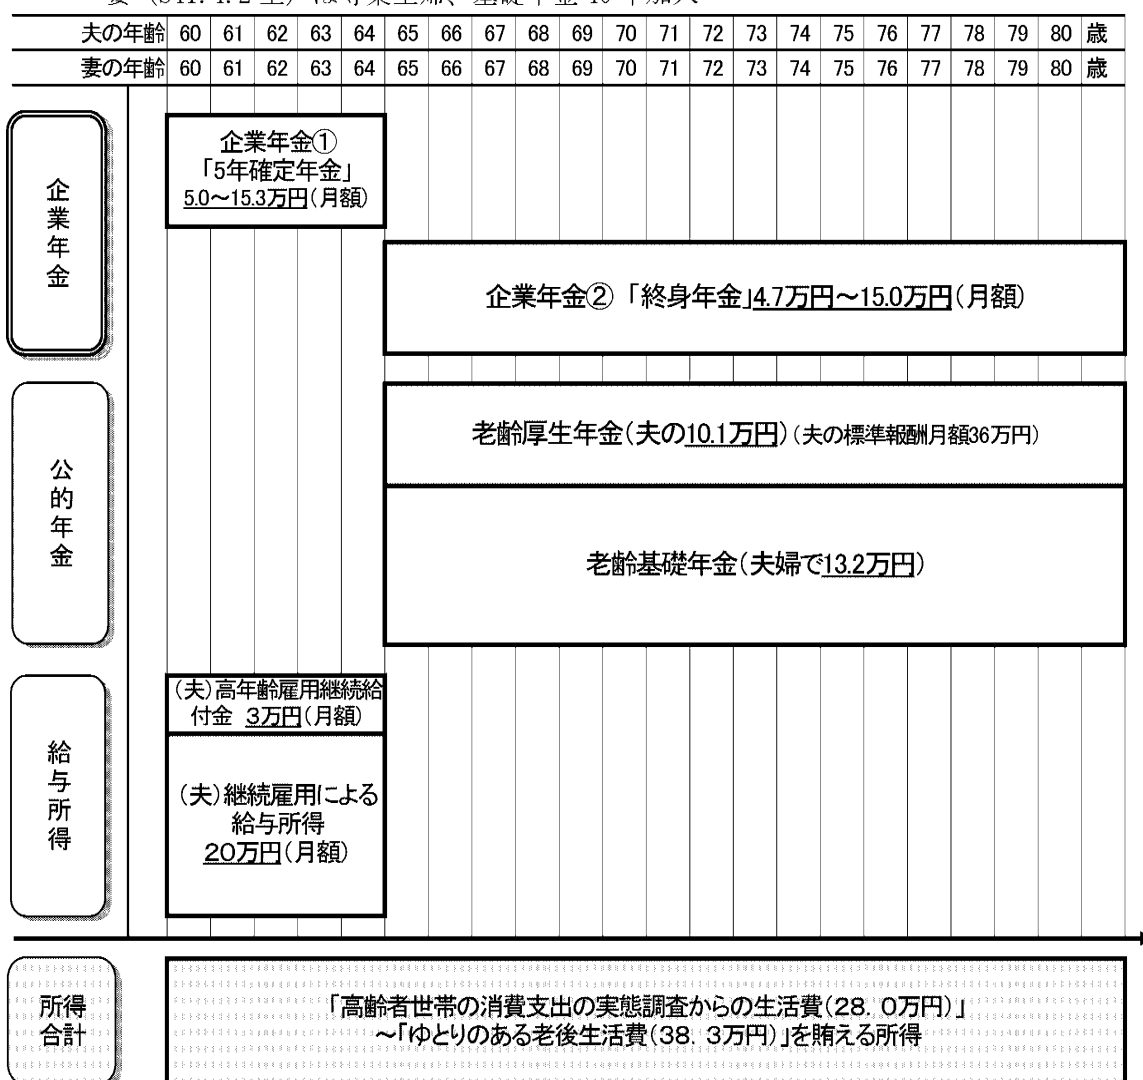 夫の年齢 60 61 62 63 64 65 66 67 68 69 70 71 72 73 74 75 76 77 78 79 80 歳
妻の年齢 60 61 62 63 64 65 66 67 68 69 70 71 72 73 74 75 76 77 78 79 80 歳
企業年金
企業年金①
「5年確定年金」
5.0～15.3万円(月額)
企業年金②「終身年金」4.7万円～15.0万円(月額)
公的年金
老齢厚生年金(夫の10.1万円)(夫の標準報酬月額36万円)
老齢基礎年金(夫婦で13.2万円)
給与所得
(夫)高年齢雇用継続給
付金 3万円(月額)
(夫)継続雇用による
給与所得
20万円(月額)
所得
合計
「高齢者世帯の消費支出の実態調査からの生活費(28.0万円)」
～「ゆとりのある老後生活費(38.3万円)」を賄える所得